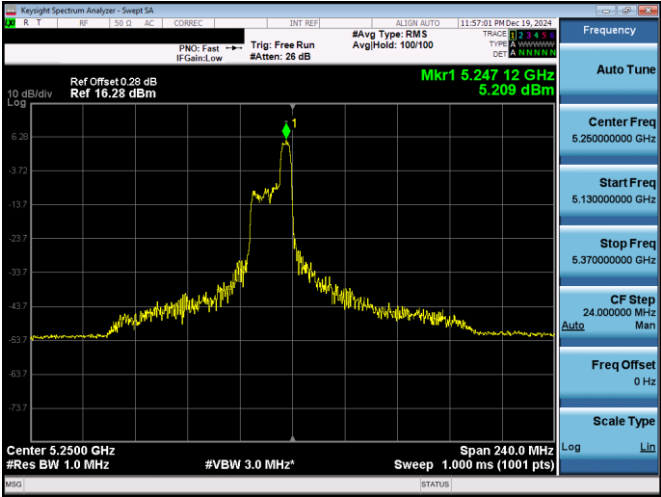 Keysight Spectrum Analyzer - Swept SA
LXI R T RF 50 Ω AC CORREC INT REF ALIGN AUTO 11:57:01 PM Dec 19, 2024
PNO: Fast Trig: Free Run #Avg Type: RMS TRACE 1 2 3 4 5 6
IFGain:Low #Atten: 26 dB Avg|Hold: 100/100 TYPE A WWWWW
DET A N N N N N
Ref Offset 0.28 dB Mkr1 5.247 12 GHz
10 dB/div Ref 16.28 dBm 5.209 dBm
Log
1
6.28
-3.72
-13.7
-23.7
-33.7
-43.7
-53.7
-63.7
-73.7
Center 5.2500 GHz Span 240.0 MHz
#Res BW 1.0 MHz #VBW 3.0 MHz* Sweep 1.000 ms (1001 pts)
MSG STATUS
Frequency
Auto Tune
Center Freq
5.250000000 GHz
Start Freq
5.130000000 GHz
Stop Freq
5.370000000 GHz
CF Step
24.000000 MHz
Auto Man
Freq Offset
0 Hz
Scale Type
Log Lin